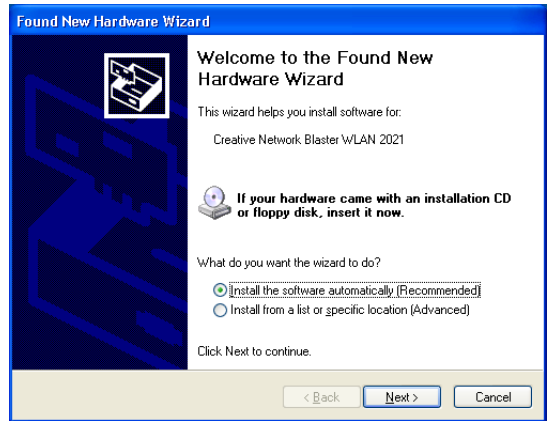 Found New Hardware Wizard
Welcome to the Found New
Hardware Wizard
This wizard helps you install software for:
Creative Network Blaster WLAN 2021
If your hardware came with an installation CD
or floppy disk, insert it now.
What do you want the wizard to do?
Install the software automatically (Recommended)
Install from a list or specific location (Advanced)
Click Next to continue.
< Back Next > Cancel